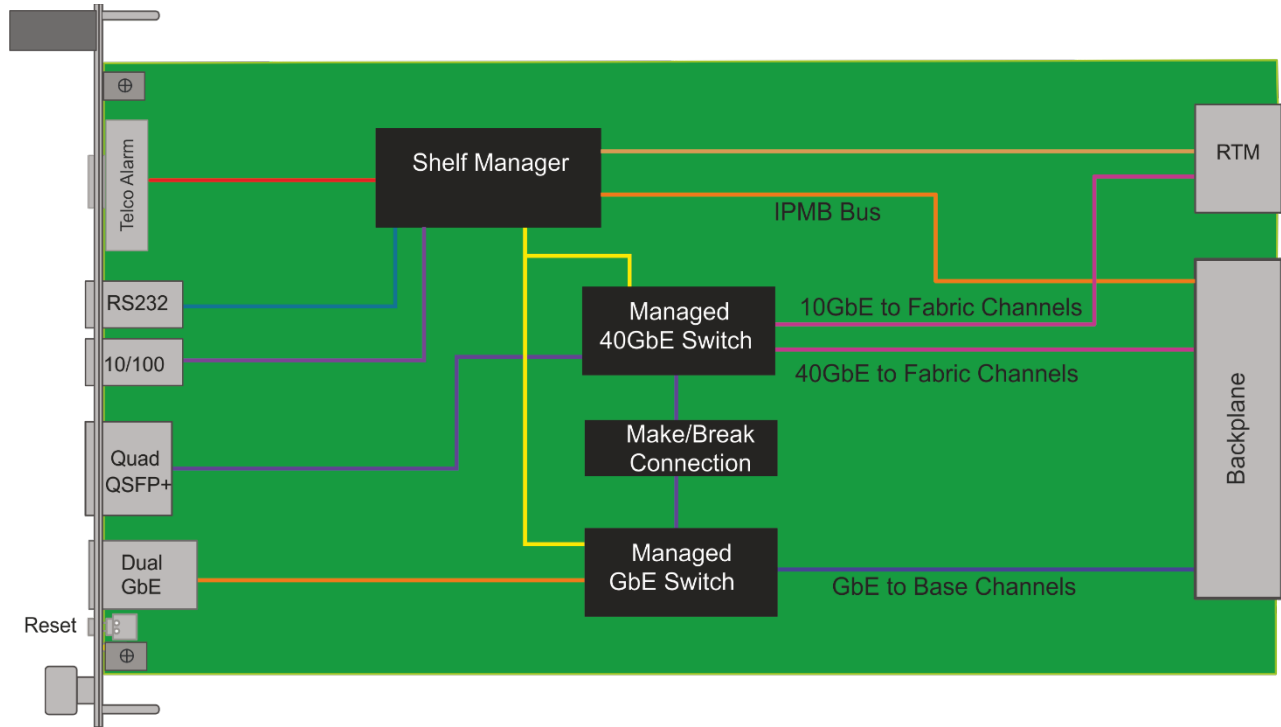 Telco Alarm
Shelf Manager
RTM
IPMB Bus
RS232
10/100
Managed
40GbE Switch
10GbE to Fabric Channels
40GbE to Fabric Channels
Make/Break
Connection
Backplane
Quad
QSFP+
Dual
GbE
Managed
GbE Switch
GbE to Base Channels
Reset